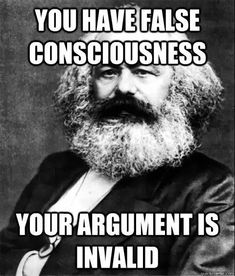 YOU HAVE FALSE
CONSCIOUSNESS
YOUR ARGUMENT IS
INVALID